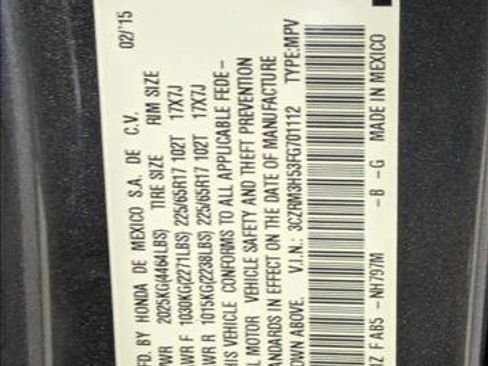 MFD. BY HONDA DE MEXICO S.A. DE C.V. 02/'15
GVWR 2025KG(4464LBS) TIRE SIZE RIM SIZE
GAWR F 1030KG(2271LBS) 225/65R17 102T 17X7J
GAWR R 1015KG(2238LBS) 225/65R17 102T 17X7J
THIS VEHICLE CONFORMS TO ALL APPLICABLE FEDE-
RAL MOTOR VEHICLE SAFETY AND THEFT PREVENTION
STANDARDS IN EFFECT ON THE DATE OF MANUFACTURE
SHOWN ABOVE. V.I.N.: 3CZRM3H53FG701112 TYPE:MPV
1Z F AB5 -NH797M -B -G MADE IN MEXICO